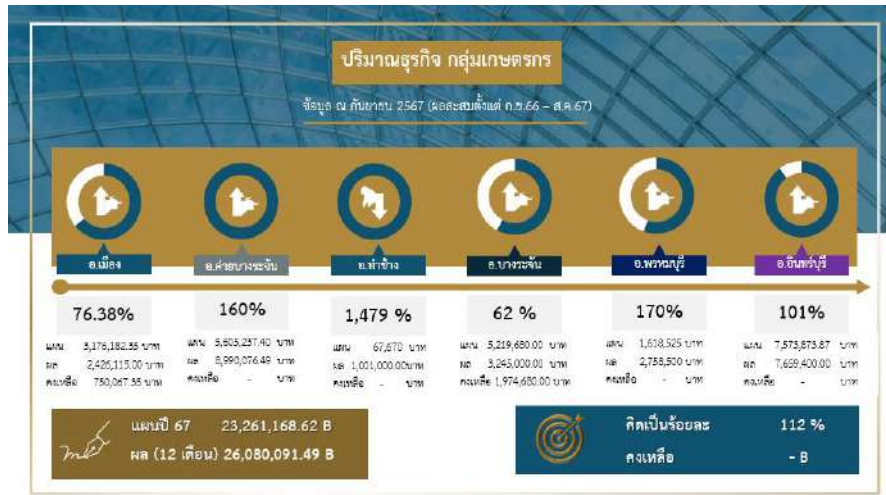 ปริมาณธุรกิจ กลุ่มเกษตรกร
ข้อมูล ณ กันยายน 2567 (ผลสะสมตั้งแต่ ก.ย.66 – ส.ค.67)
อ.เมือง
อ.ค่ายบางระจัน
อ.ท่าช้าง
อ.บางระจัน
อ.พรหมบุรี
อ.อินทร์บุรี
76.38%
160%
1,479 %
62 %
170%
101%
แผน 3,176,182.35 บาท
ผล 2,426,115.00 บาท
คงเหลือ 750,067.35 บาท
แผน 5,605,237.40 บาท
ผล 8,990,076.49 บาท
คงเหลือ - บาท
แผน 67,670 บาท
ผล 1,001,000.00บาท
คงเหลือ - บาท
แผน 5,219,680.00 บาท
ผล 3,245,000.00 บาท
คงเหลือ 1,974,680.00 บาท
แผน 1,618,525 บาท
ผล 2,758,500 บาท
คงเหลือ - บาท
แผน 7,573,873.87 บาท
ผล 7,659,400.00 บาท
คงเหลือ - บาท
แผนปี 67 23,261,168.62 B
ผล (12 เดือน) 26,080,091.49 B
คิดเป็นร้อยละ 112 %
คงเหลือ - B